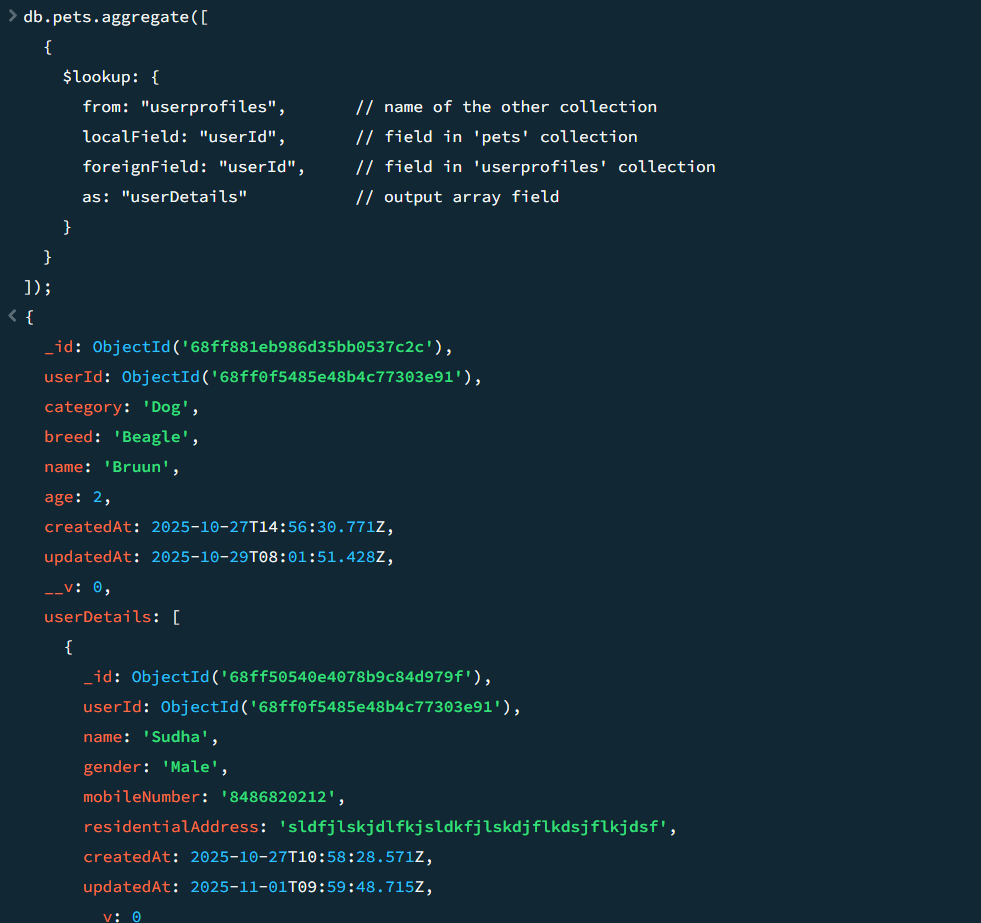 > db.pets.aggregate([
{
$lookup: {
from: "userprofiles", // name of the other collection
localField: "userId", // field in 'pets' collection
foreignField: "userId", // field in 'userprofiles' collection
as: "userDetails" // output array field
}
}
]);
< {
_id: ObjectId('68ff881eb986d35bb0537c2c'),
userId: ObjectId('68ff0f5485e48b4c77303e91'),
category: 'Dog',
breed: 'Beagle',
name: 'Bruun',
age: 2,
createdAt: 2025-10-27T14:56:30.771Z,
updatedAt: 2025-10-29T08:01:51.428Z,
__v: 0,
userDetails: [
{
_id: ObjectId('68ff50540e4078b9c84d979f'),
userId: ObjectId('68ff0f5485e48b4c77303e91'),
name: 'Sudha',
gender: 'Male',
mobileNumber: '8486820212',
residentialAddress: 'sldfjlskjdlfkjsldkfjlskdjflkdsjflkjdsf',
createdAt: 2025-10-27T10:58:28.571Z,
updatedAt: 2025-11-01T09:59:48.715Z,
v: 0